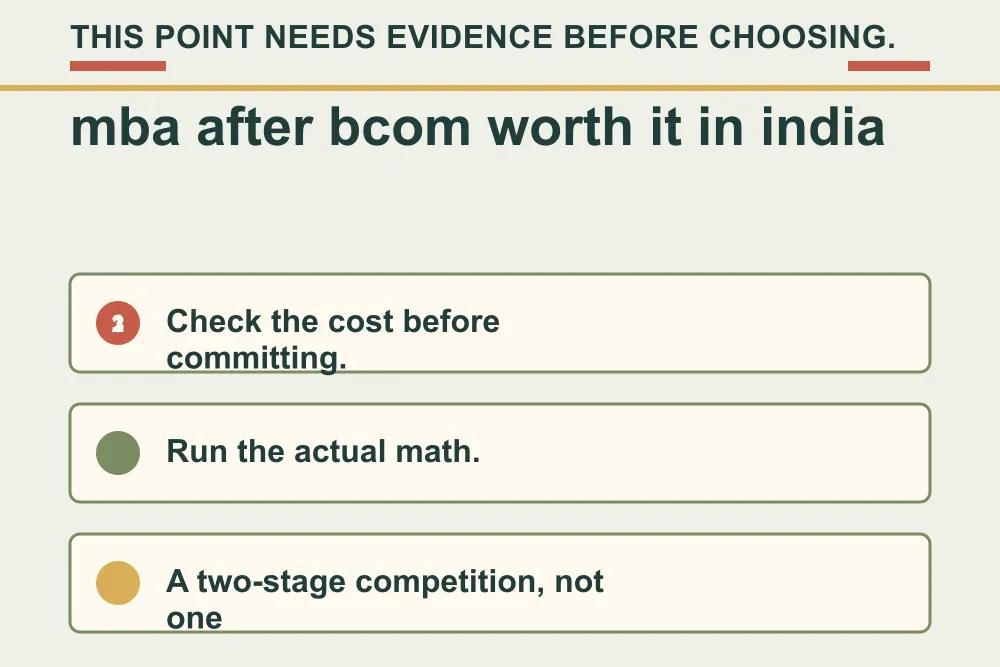 THIS POINT NEEDS EVIDENCE BEFORE CHOOSING.
mba after bcom worth it in india
Check the cost before
committing.
Run the actual math.
A two-stage competition, not
one